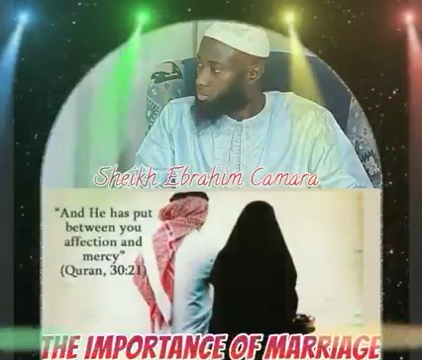 Sheikh Ebrahim Camara
"And He has put
between you
affection and
mercy"
(Quran, 30:21)
THE IMPORTANCE OF MARRIAGE